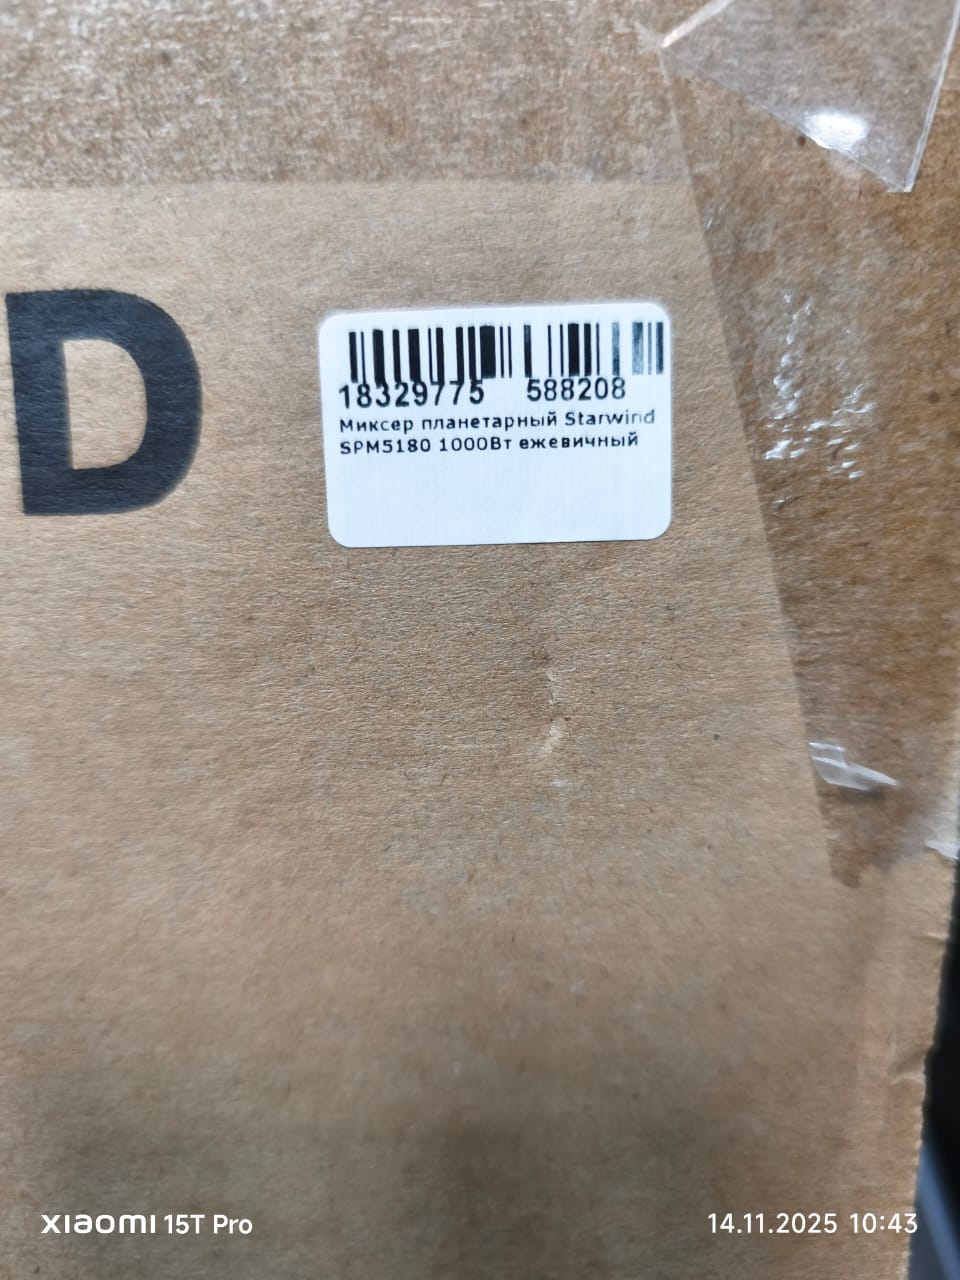 D
18329775 588208
Миксер планетарный Starwind
SPM5180 1000Вт ежевичный
xiaomi 15T Pro
14.11.2025 10:43